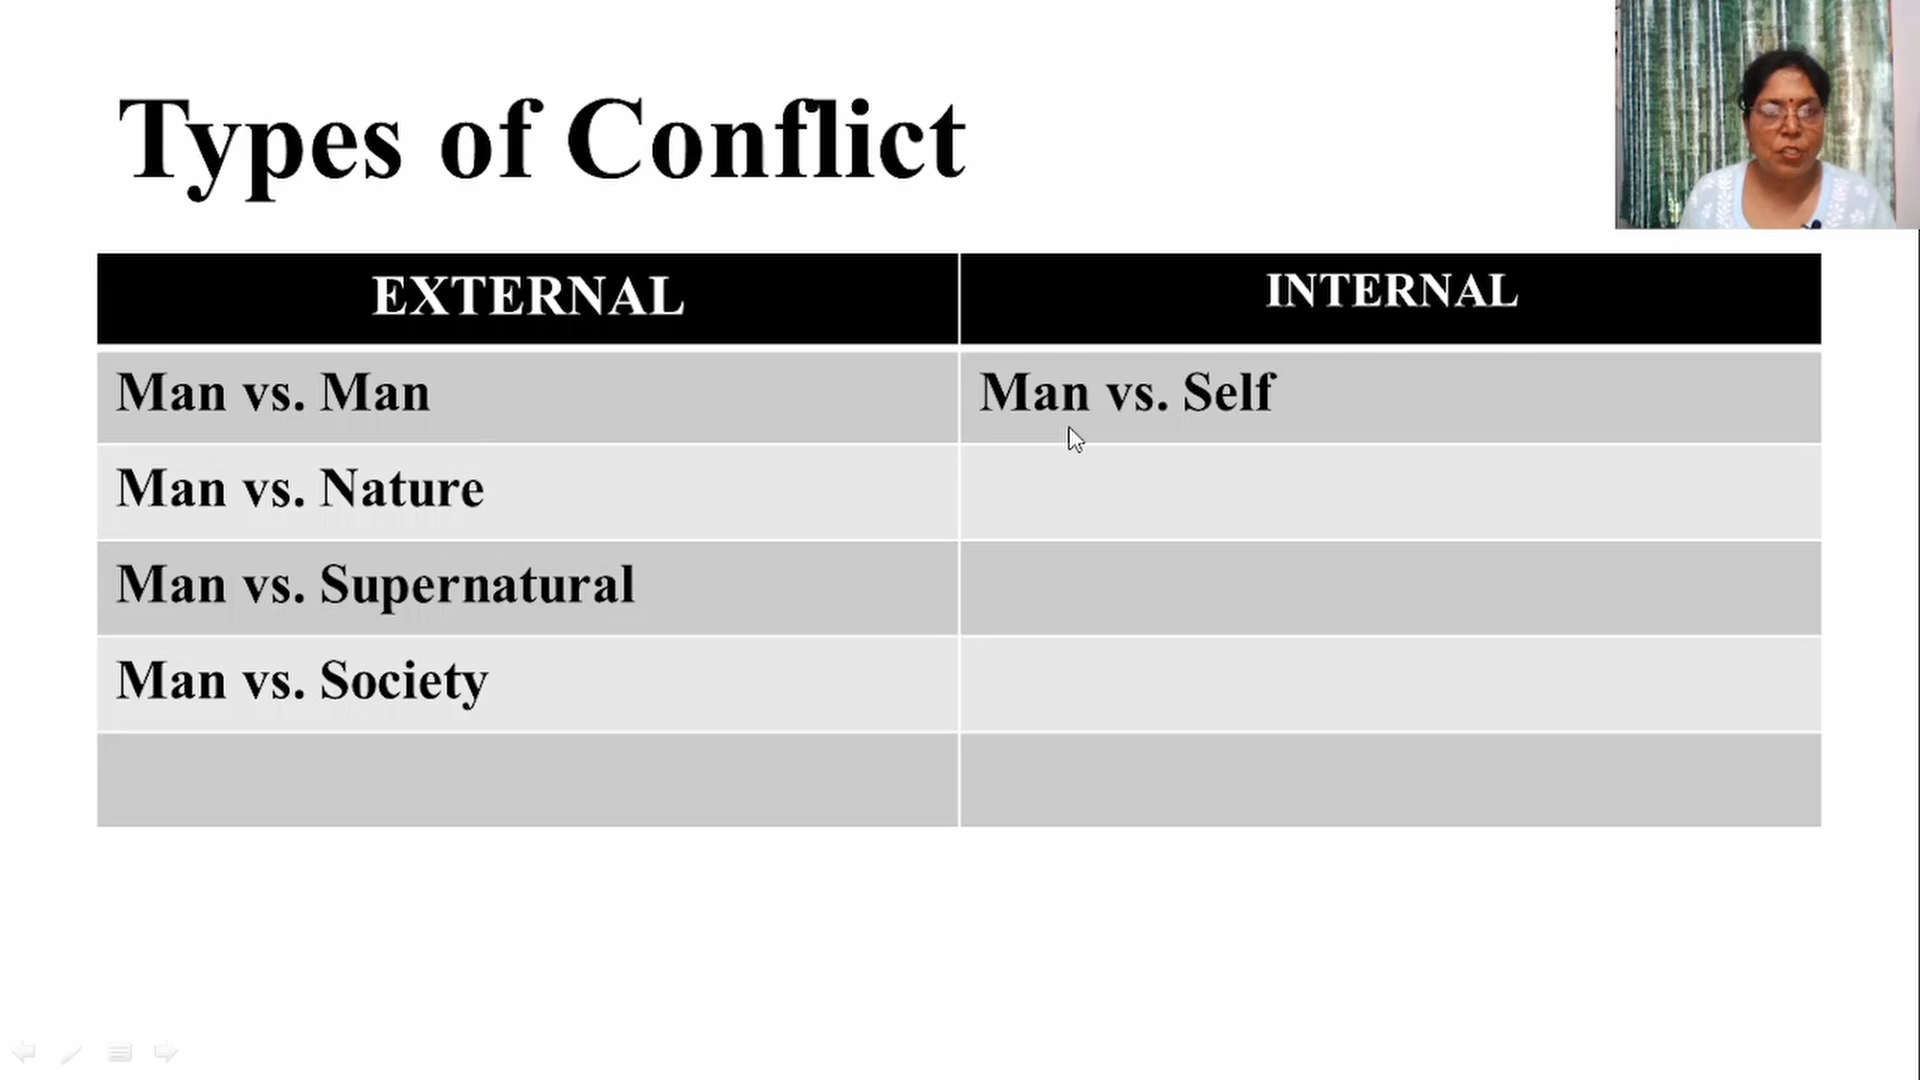 Types of Conflict
EXTERNAL
INTERNAL
Man vs. Man
Man vs. Self
Man vs. Nature
Man vs. Supernatural
Man vs. Society